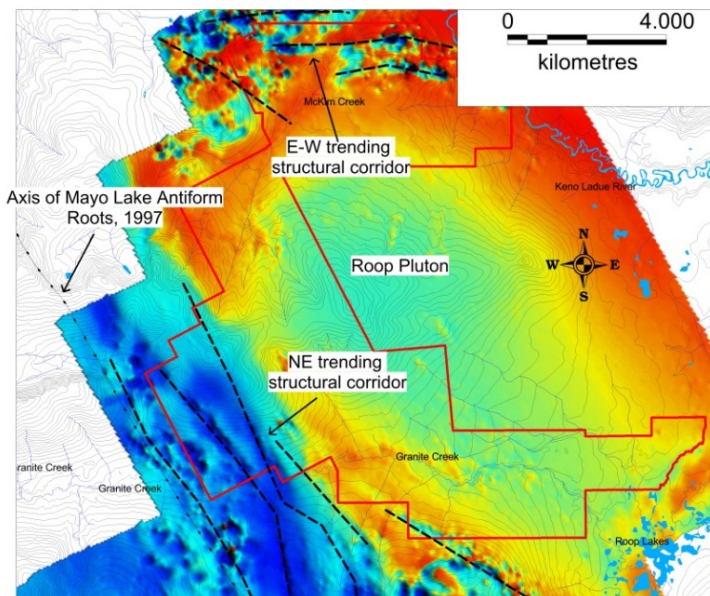 0 4.000
kilometres
McKim Creek
E-W trending
structural corridor
Keno Ladue River
Axis of Mayo Lake Antiform
Roots, 1997
N
W E
S
Roop Pluton
NE trending
structural corridor
Granite Creek
ranite Creek
Granite Creek
Roop Lakes